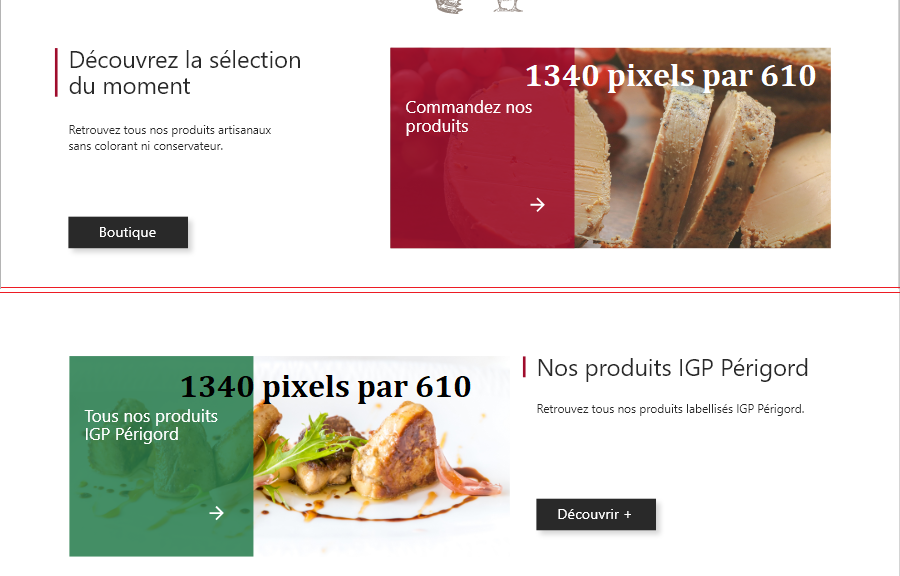 Découvrez la sélection
du moment
Retrouvez tous nos produits artisanaux
sans colorant ni conservateur.
Boutique
1340 pixels par 610
Commandez nos
produits
1340 pixels par 610
Tous nos produits
IGP Périgord
Nos produits IGP Périgord
Retrouvez tous nos produits labellisés IGP Périgord.
Découvrir +